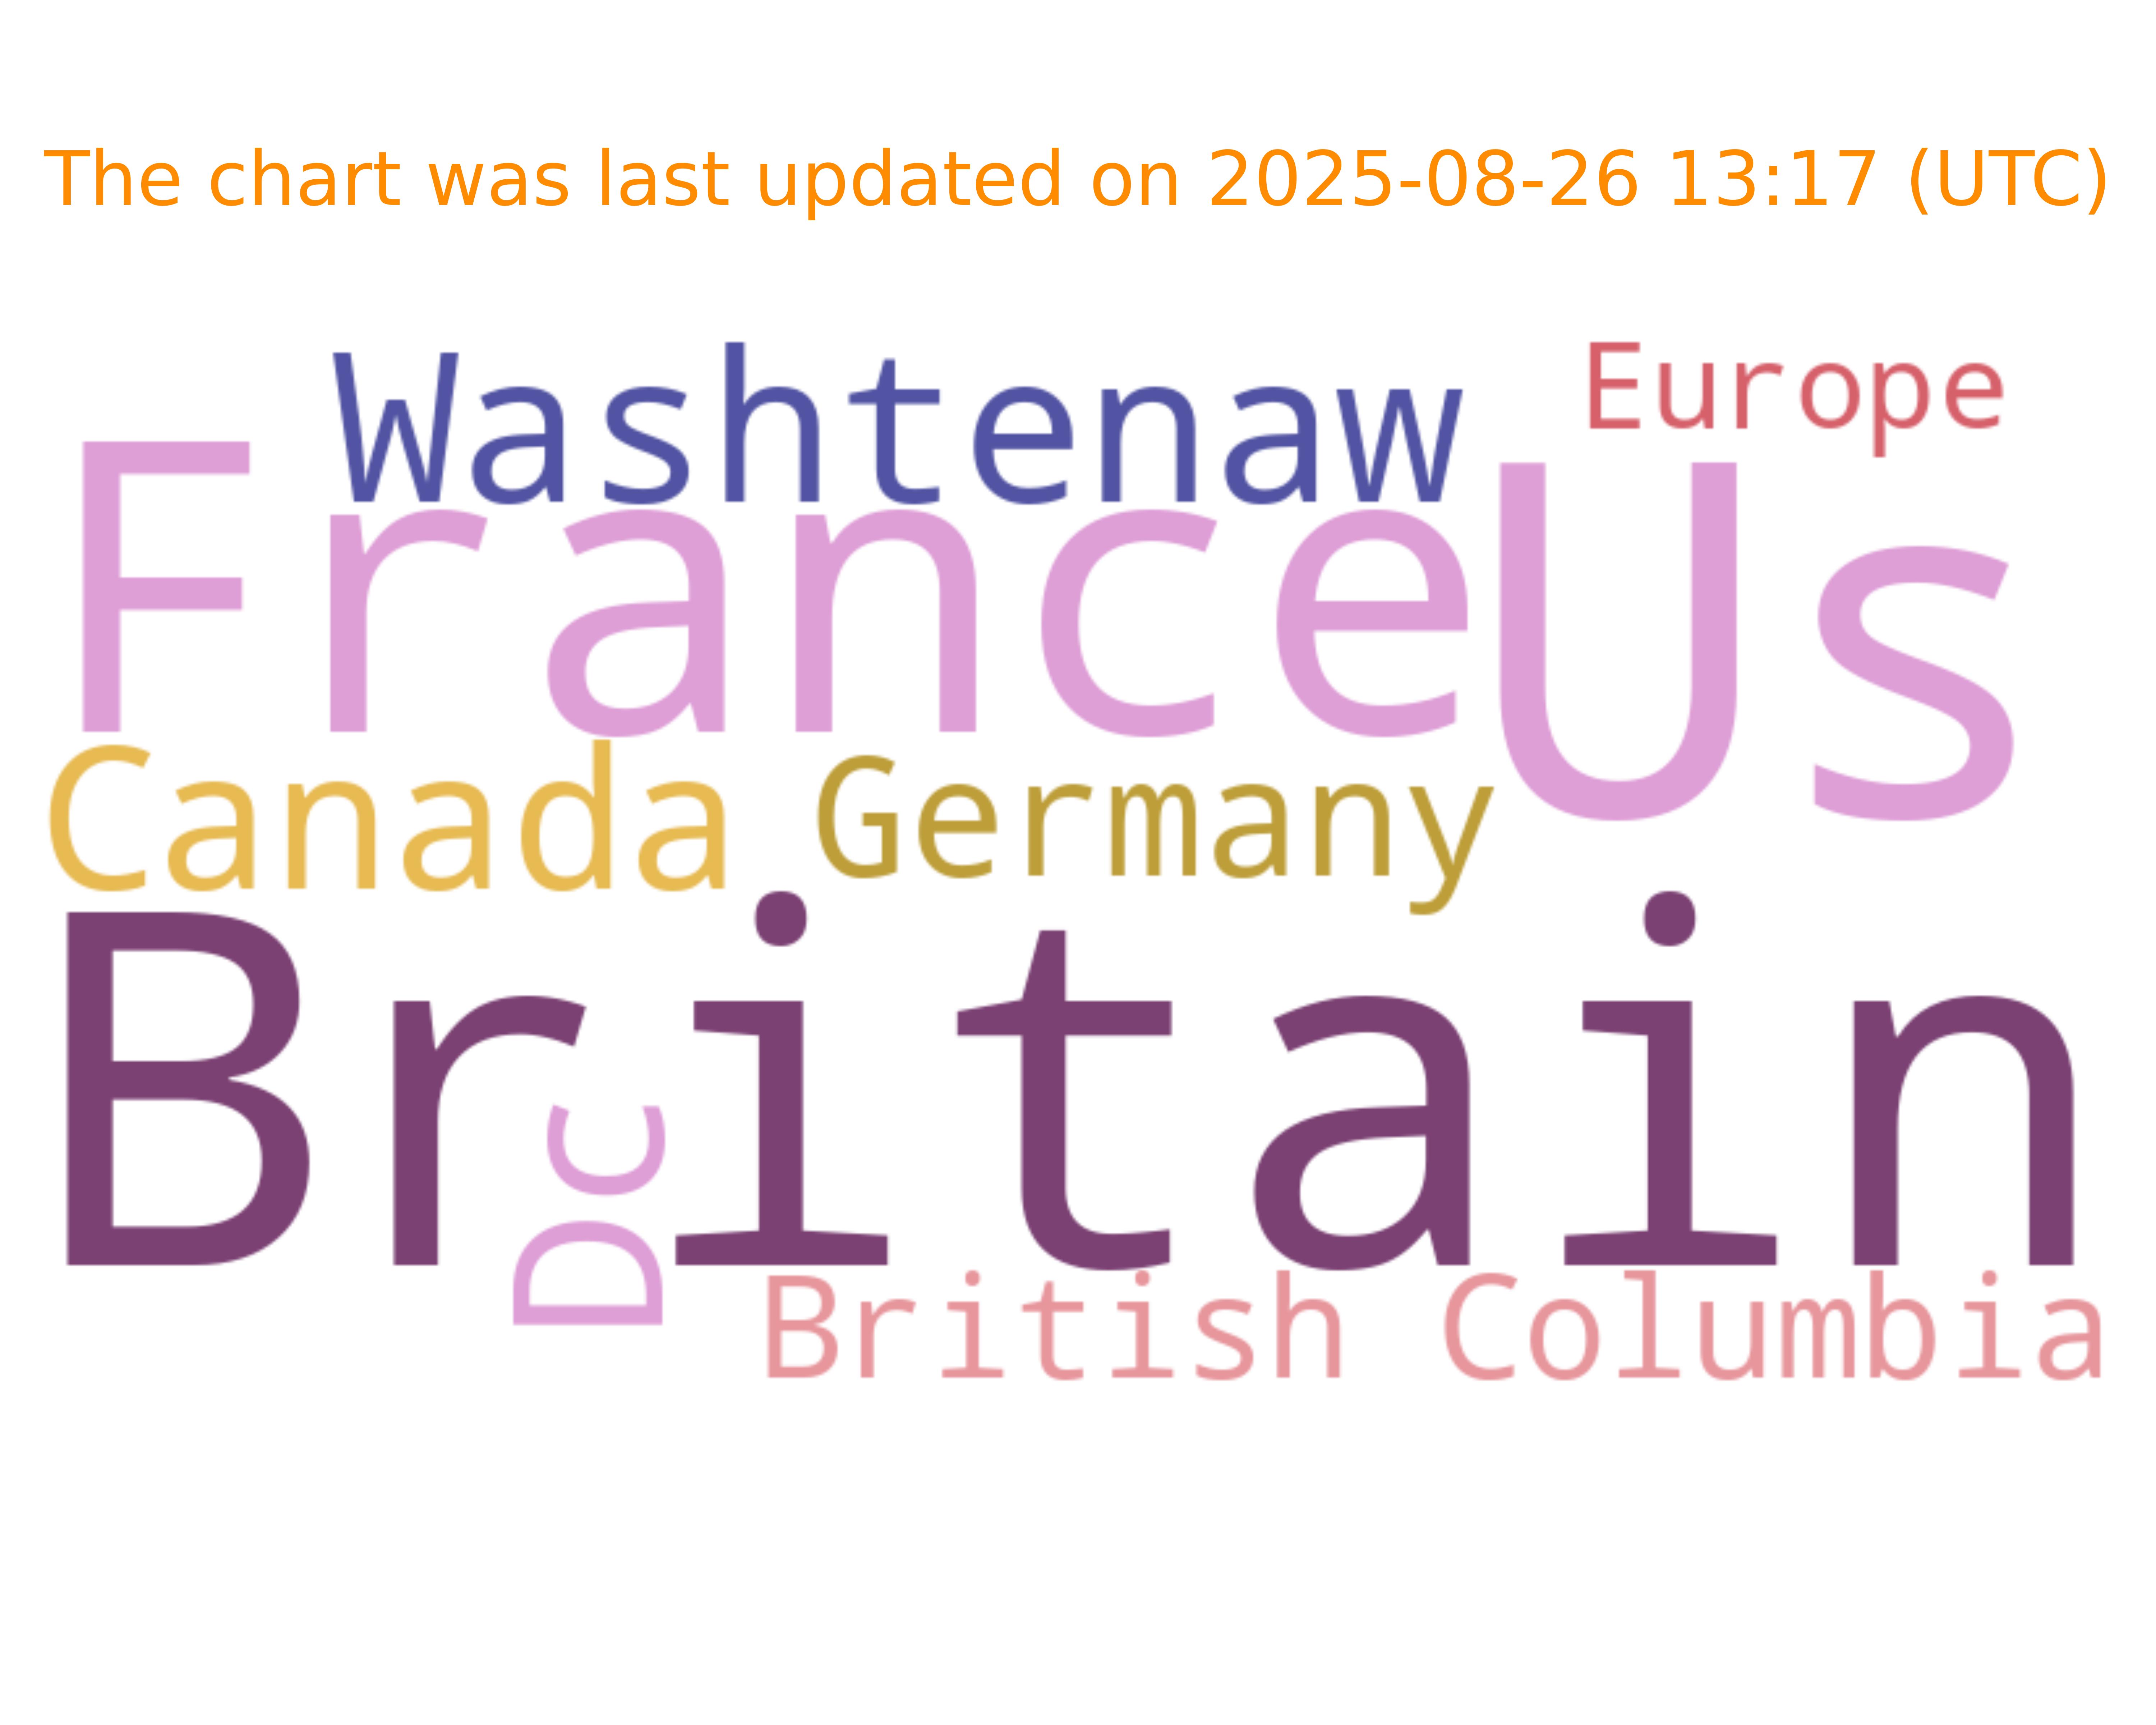 The chart was last updated on 2025-08-26 13:17 (UTC)
Washtenaw
Europe
France
Us
Canada
Germany
Britain
Dc
British Columbia